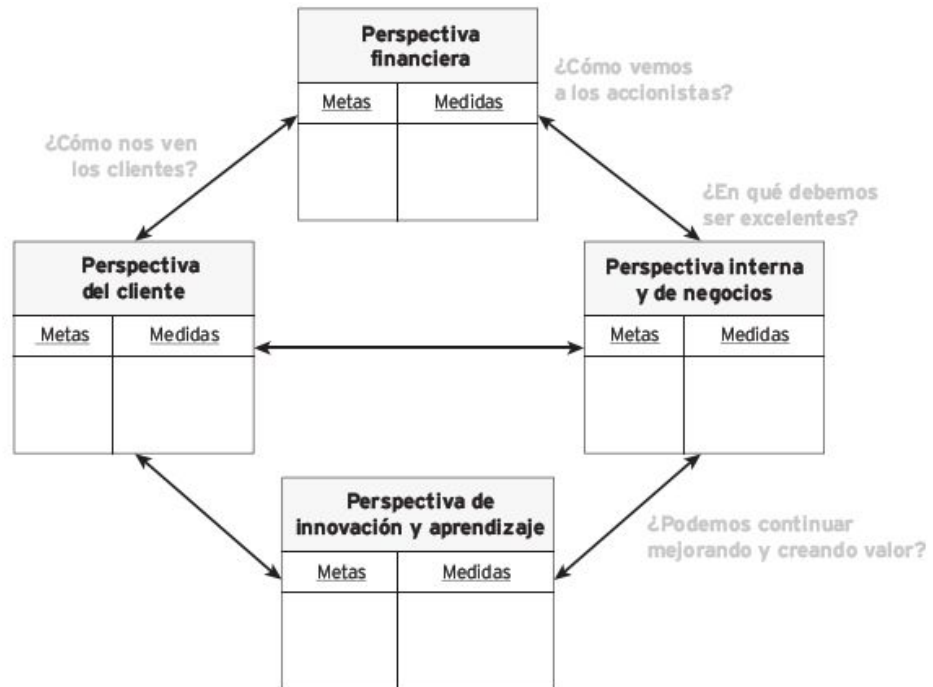 Perspectiva
financiera
Metas
Medidas
¿Cómo vemos
a los accionistas?
¿Cómo nos ven
los clientes?
¿En qué debemos
ser excelentes?
Perspectiva
del cliente
Metas
Medidas
Perspectiva interna
y de negocios
Metas
Medidas
Perspectiva de
innovación y aprendizaje
Metas
Medidas
¿Podemos continuar
mejorando y creando valor?